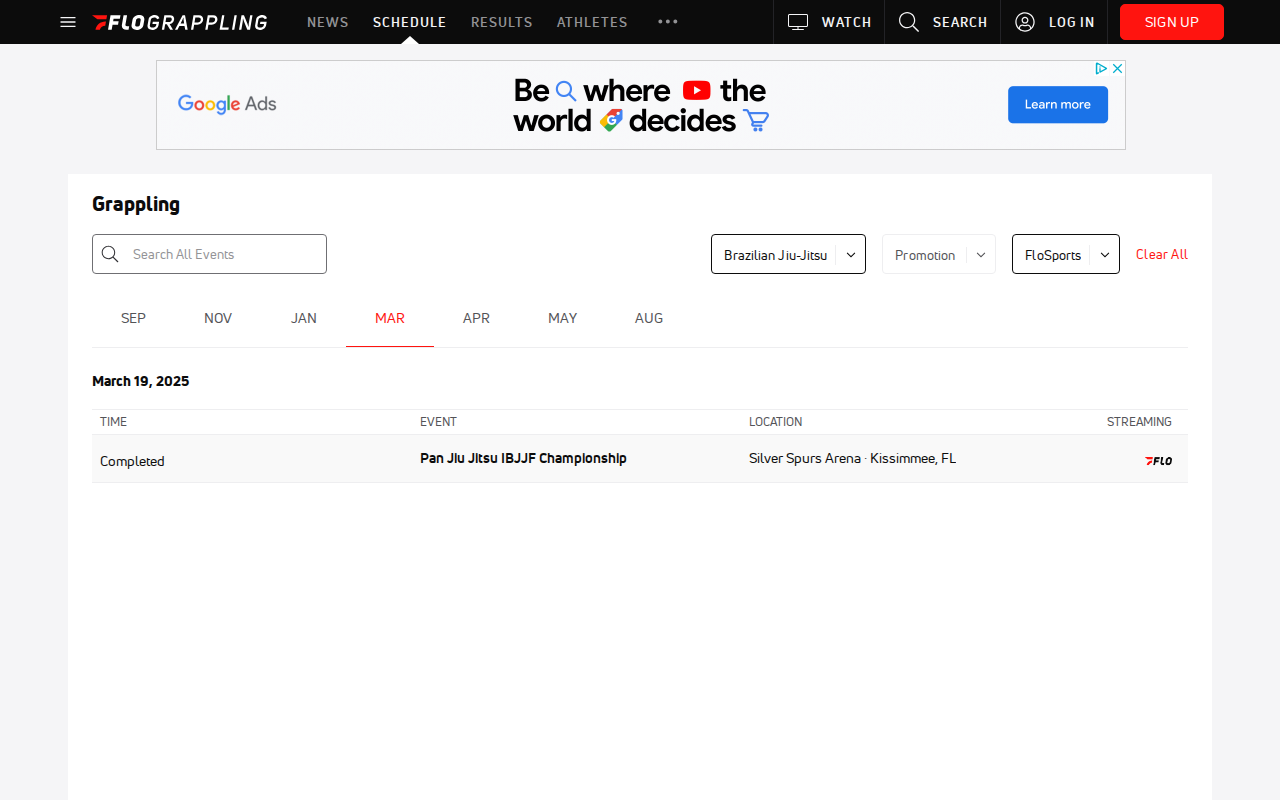 FLOGRAPPLING NEWS SCHEDULE RESULTS ATHLETES WATCH SEARCH LOG IN SIGN UP
Google Ads
Be where the
world decides
Learn more
Grappling
Search All Events
Brazilian Jiu-Jitsu
Promotion
FloSports
Clear All
SEP NOV JAN MAR APR MAY AUG
March 19, 2025
TIME EVENT LOCATION STREAMING
Completed Pan Jiu Jitsu IBJJF Championship Silver Spurs Arena · Kissimmee, FL FLO